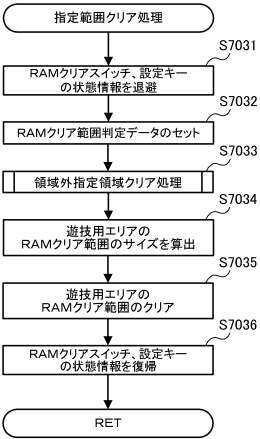 指定範囲クリア処理
S7031
RAMクリアスイッチ、設定キー
の状態情報を退避
S7032
RAMクリア範囲判定データのセット
S7033
領域外指定領域クリア処理
S7034
遊技用エリアの
RAMクリア範囲のサイズを算出
S7035
遊技用エリアの
RAMクリア範囲のクリア
S7036
RAMクリアスイッチ、設定キー
の状態情報を復帰
RET